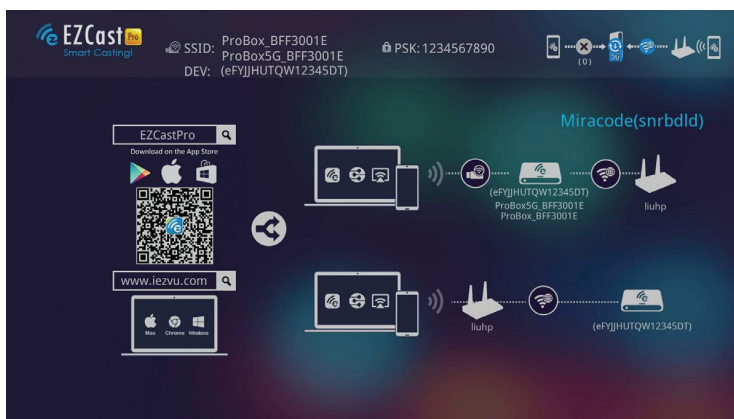 EZCast Pro
Smart Casting!
SSID: ProBox_BFF3001E
ProBox5G_BFF3001E
DEV: (eFYJJHUTQW12345DT)
PSK: 1234567890
(0)
5G
Miracode(snrbdld)
EZCastPro
Download on the App Store
www.iezvu.com
Mac Chrome Windows
(eFYJJHUTQW12345DT)
ProBox5G_BFF3001E
ProBox_BFF3001E
liuhp
liuhp
(eFYJJHUTQW12345DT)